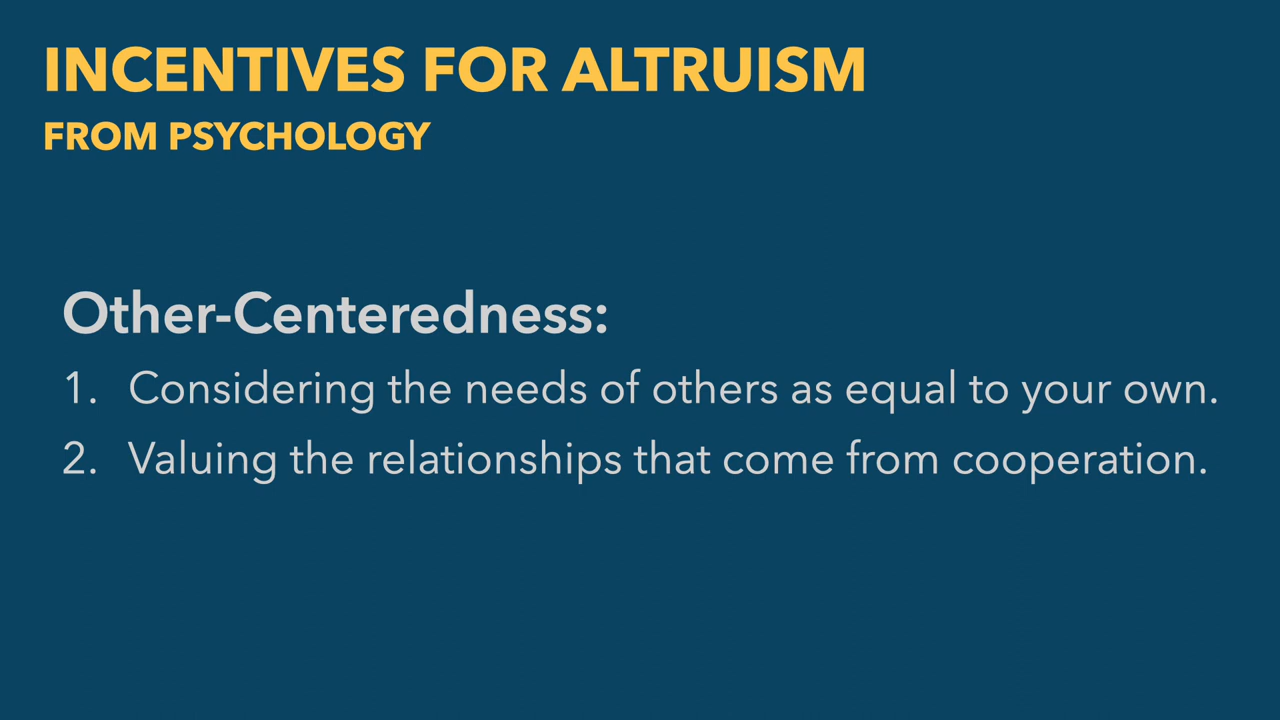 INCENTIVES FOR ALTRUISM
FROM PSYCHOLOGY
Other-Centeredness:
1. Considering the needs of others as equal to your own.
2. Valuing the relationships that come from cooperation.